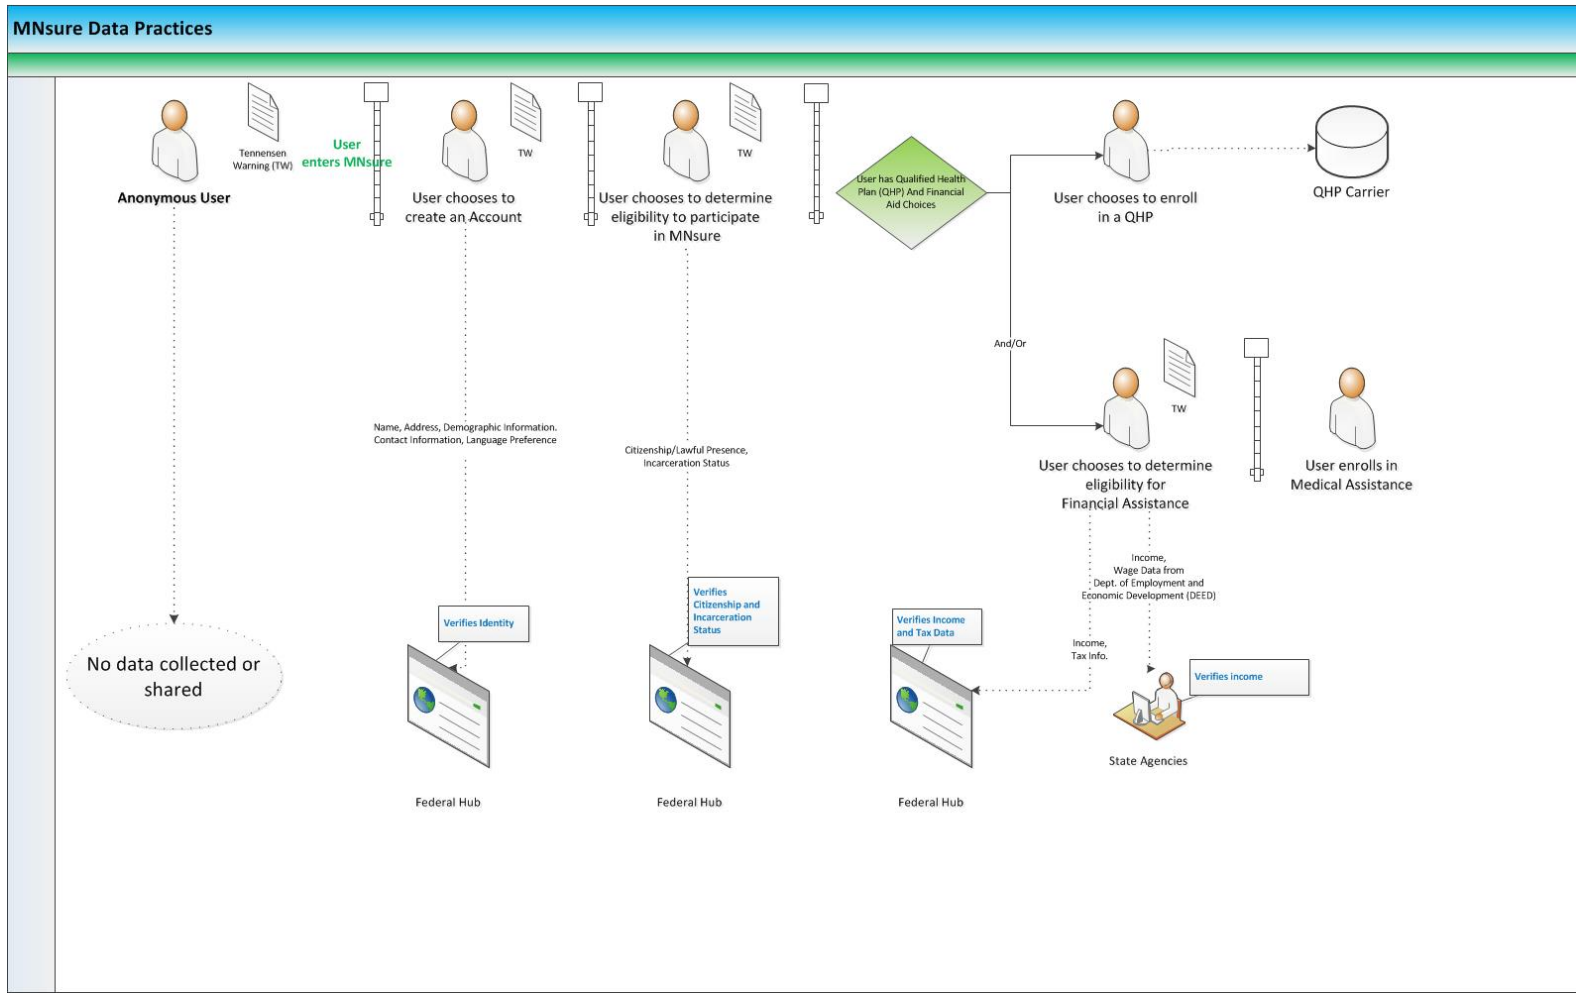 MNsure Data Practices
Tennensen
Warning (TW)
User
enters MNsure
Anonymous User
TW
User chooses to
create an Account
TW
User chooses to determine
eligibility to participate
in MNsure
User has Qualified Health
Plan (QHP) And Financial
Aid Choices
User chooses to enroll
in a QHP
QHP Carrier
And/Or
TW
User chooses to determine
eligibility for
Financial Assistance
User enrolls in
Medical Assistance
Name, Address, Demographic Information.
Contact Information, Language Preference
Citizenship/Lawful Presence,
Incarceration Status
Income,
Wage Data from
Dept. of Employment and
Economic Development (DEED)
Income,
Tax Info.
No data collected or
shared
Verifies Identity
Verifies
Citizenship and
Incarceration
Status
Verifies Income
and Tax Data
Verifies income
State Agencies
Federal Hub
Federal Hub
Federal Hub